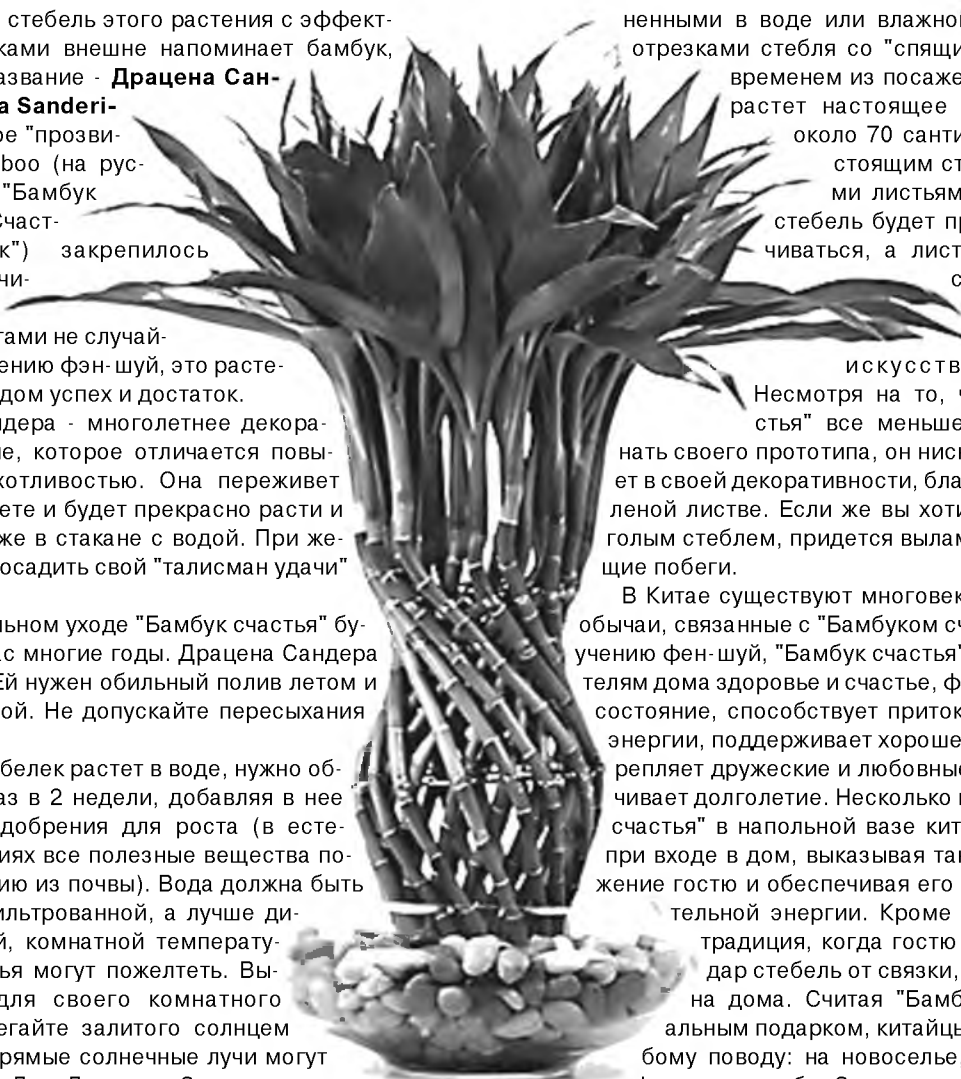 стебель этого растения с эффект-
ками внешне напоминает бамбук,
азвание - Драцена Сан-
a Sanderi-
ое "прозви-
boo (на рус-
"Бамбук
Счаст-
к") закрепилось
чи-
тами не случай-
ению фэн-шуй, это расте-
дом успех и достаток.
ндера - многолетнее декора-
ие, которое отличается повы-
хотливостью. Она переживет
ете и будет прекрасно расти и
же в стакане с водой. При же-
осадить свой "талисман удачи"
льном уходе "Бамбук счастья" бу-
ас многие годы. Драцена Сандера
Ей нужен обильный полив летом и
ой. Не допускайте пересыхания
белек растет в воде, нужно об-
аз в 2 недели, добавляя в нее
добрения для роста (в есте-
иях все полезные вещества по-
ию из почвы). Вода должна быть
ильтрованной, а лучше ди-
й, комнатной температу-
ья могут пожелтеть. Вы-
для своего комнатного
егайте залитого солнцем
рямые солнечные лучи могут
ненными в воде или влажной
отрезками стебля со "спящи
временем из посаже
растет настоящее
около 70 санти
стоящим ст
ми листьям
стебель будет пр
чиваться, а лист
с
искусств
Несмотря на то, ч
стья" все меньше
нать своего прототипа, он ниск
ет в своей декоративности, бла
леной листве. Если же вы хоти
голым стеблем, придется вылам
щие побеги.
В Китае существуют многовек
обычаи, связанные с "Бамбуком сч
учению фен-шуй, "Бамбук счастья"
телям дома здоровье и счастье, ф
состояние, способствует приток
энергии, поддерживает хороше
репляет дружеские и любовные
чивает долголетие. Несколько
счастья" в напольной вазе кит
при входе в дом, выказывая так
жение гостю и обеспечивая его
тельной энергии. Кроме
традиция, когда гостю
дар стебель от связки,
на дома. Считая "Бамб
альным подарком, китайцы
бому поводу: на новоселье,